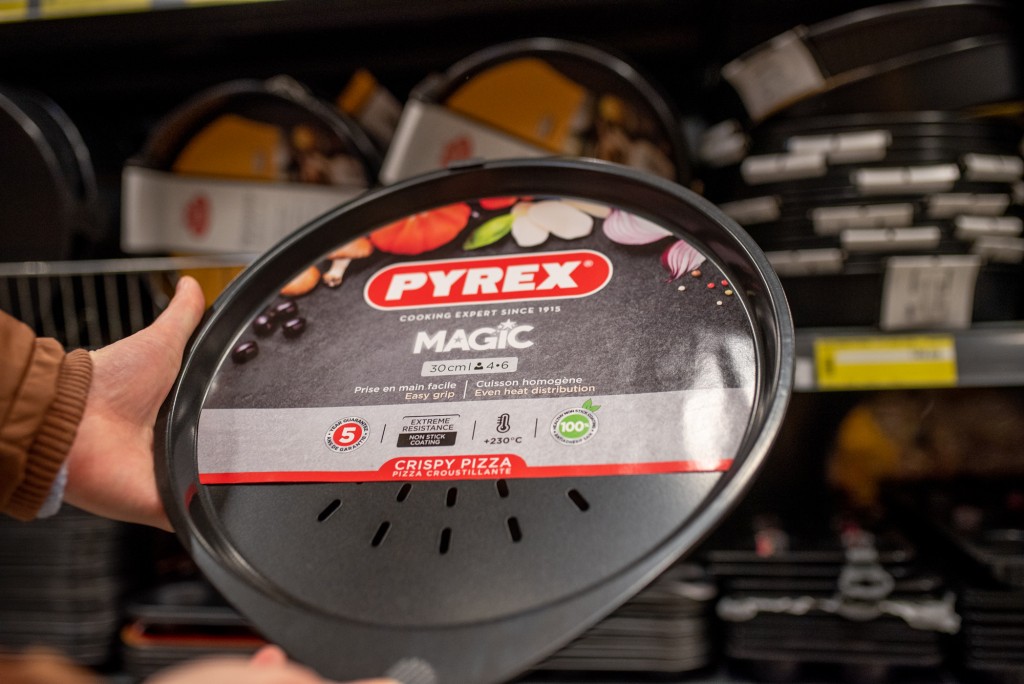 PYREX®
COOKING EXPERT SINCE 1915
MAGIC
30cm 4•6
Prise en main facile
Easy grip
Cuisson homogène
Even heat distribution
5
EXTREME
RESISTANCE
NON STICK
COATING
+230°C
100%
CRISPY PIZZA
PIZZA CROUSTILLANTE